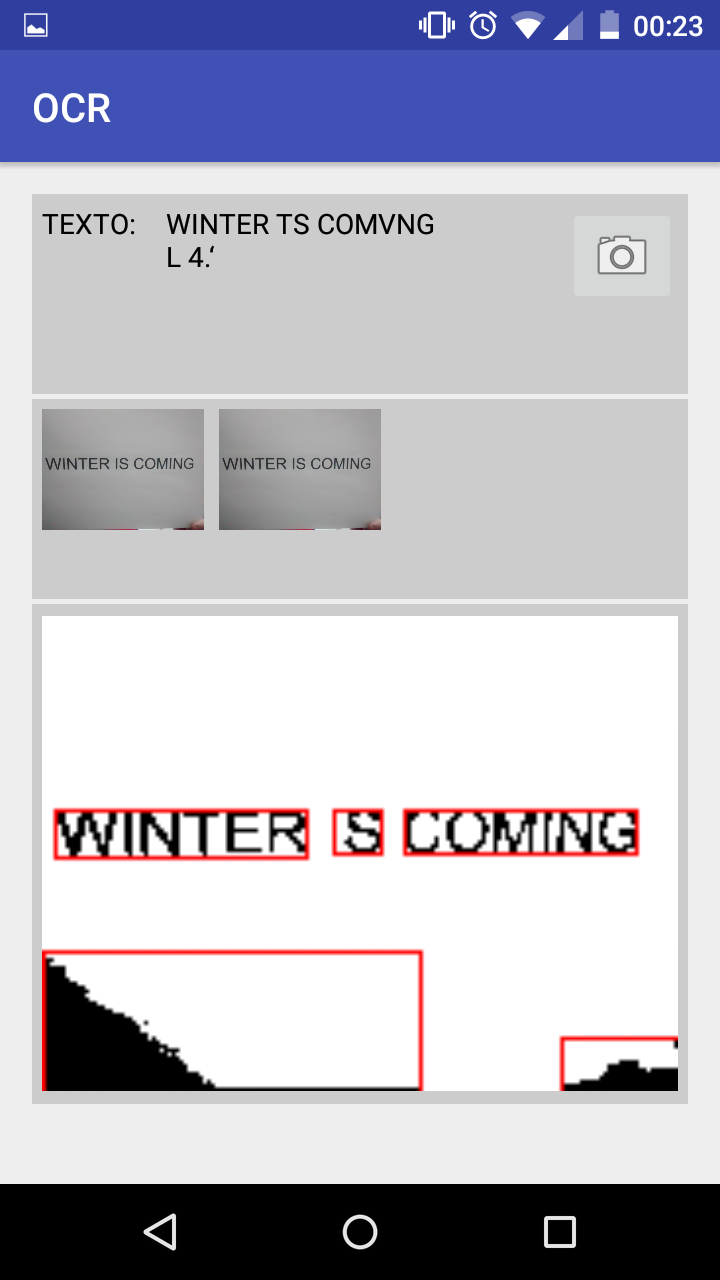 00:23
OCR
TEXTO: WINTER TS COMVNG
L 4.‘
WINTER IS COMING WINTER IS COMING
WINTER IS COMING